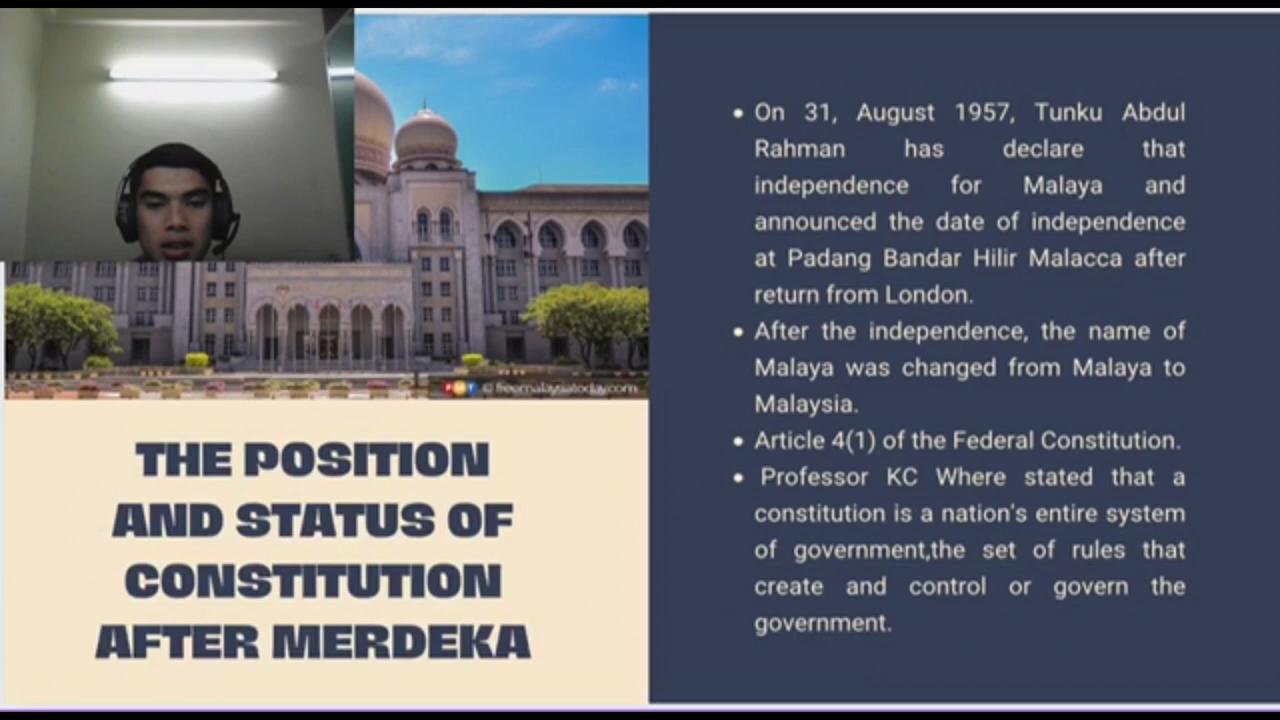 FMT © freemalaysiatoday.com
THE POSITION
AND STATUS OF
CONSTITUTION
AFTER MERDEKA
• On 31, August 1957, Tunku Abdul
Rahman has declare that
independence for Malaya and
announced the date of independence
at Padang Bandar Hilir Malacca after
return from London.
• After the independence, the name of
Malaya was changed from Malaya to
Malaysia.
• Article 4(1) of the Federal Constitution.
• Professor KC Where stated that a
constitution is a nation's entire system
of government,the set of rules that
create and control or govern the
government.